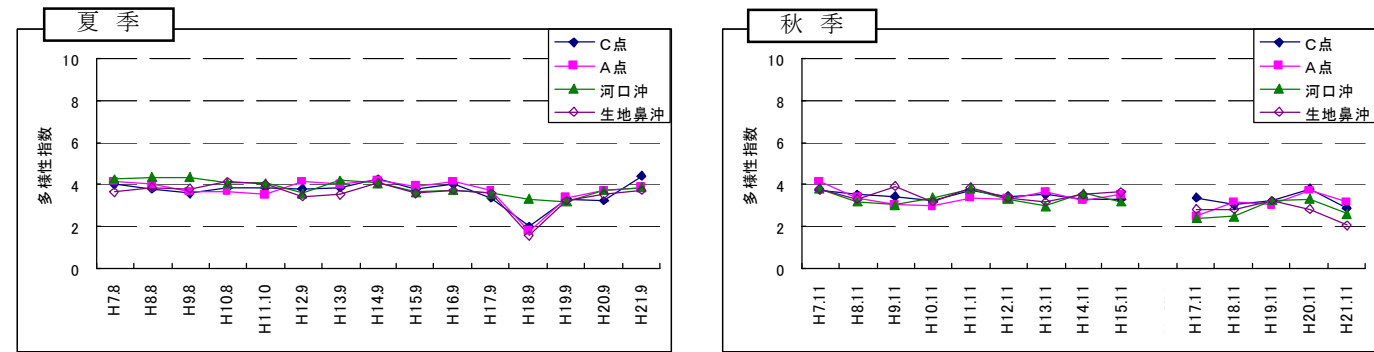 夏 季
C点
A点
河口沖
生地鼻沖
多様性指数
10
8
6
4
2
0
H7.8
H8.8
H9.8
H10.8
H11.10
H12.9
H13.9
H14.9
H15.9
H16.9
H17.9
H18.9
H19.9
H20.9
H21.9
秋 季
C点
A点
河口沖
生地鼻沖
多様性指数
10
8
6
4
2
0
H7.11
H8.11
H9.11
H10.11
H11.11
H12.11
H13.11
H14.11
H15.11
H17.11
H18.11
H19.11
H20.11
H21.11